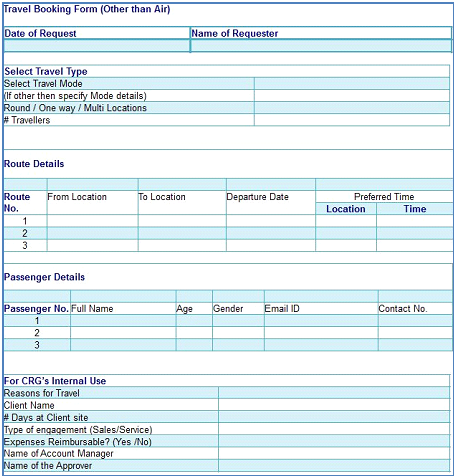 Travel Booking Form (Other than Air)
Date of Request Name of Requester
Select Travel Type
Select Travel Mode
(If other then specify Mode details)
Round / One way / Multi Locations
# Travellers
Route Details
Route No. From Location To Location Departure Date Preferred Time
Location Time
1
2
3
Passenger Details
Passenger No. Full Name Age Gender Email ID Contact No.
1
2
3
For CRG's Internal Use
Reasons for Travel
Client Name
# Days at Client site
Type of engagement (Sales/Service)
Expenses Reimbursable? (Yes /No)
Name of Account Manager
Name of the Approver